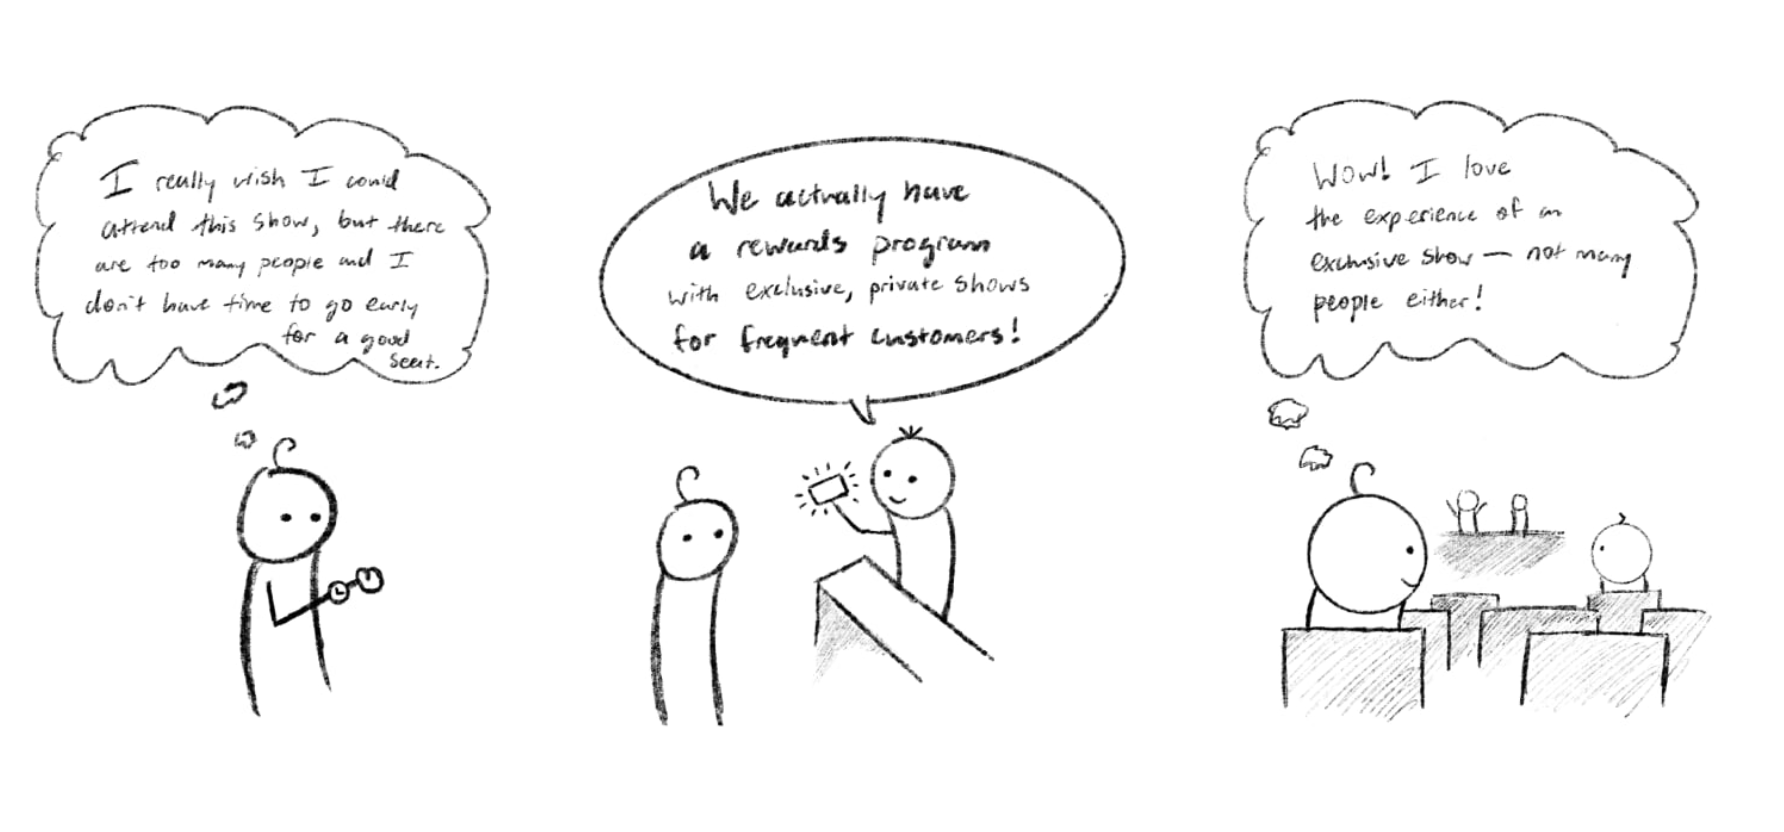 I really wish I could
attend this show, but there
are too many people and I
don't have time to go early
for a good
seat.
We actually have
a rewards program
with exclusive, private shows
for frequent customers!
Wow! I love
the experience of an
exclusive show — not many
people either!